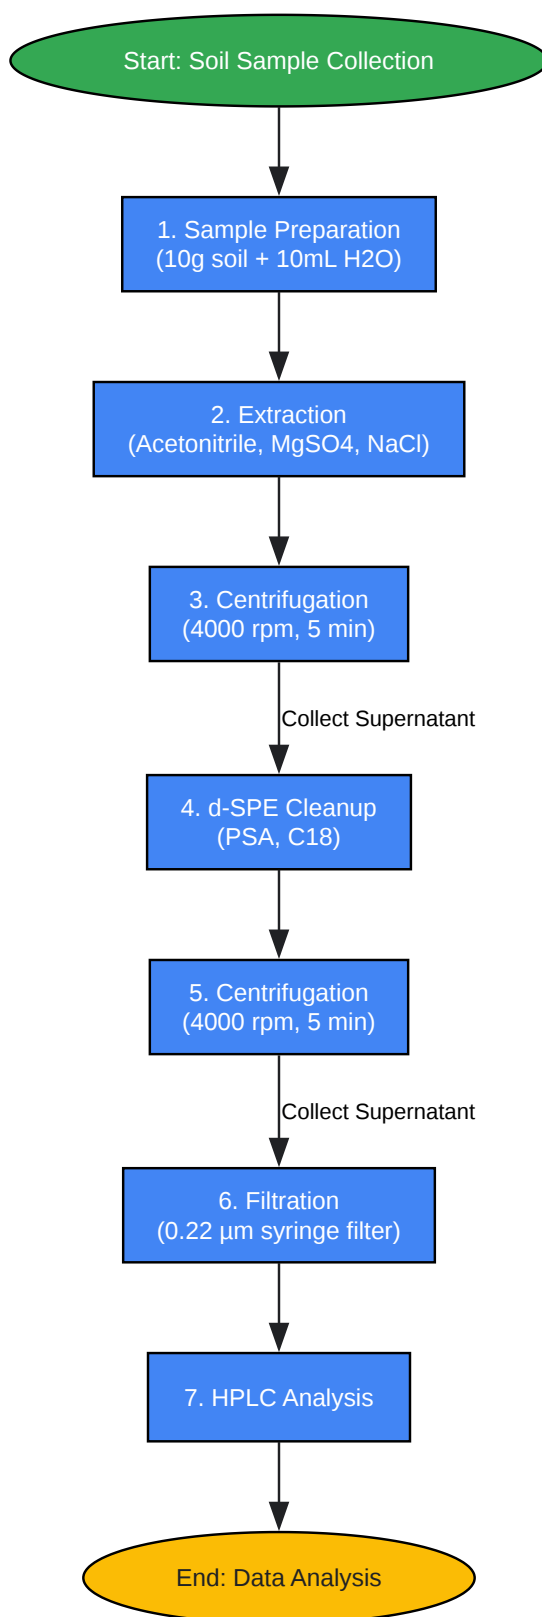 Start: Soil Sample Collection
1. Sample Preparation
(10g soil + 10mL H2O)
2. Extraction
(Acetonitrile, MgSO4, NaCl)
3. Centrifugation
(4000 rpm, 5 min)
Collect Supernatant
4. d-SPE Cleanup
(PSA, C18)
5. Centrifugation
(4000 rpm, 5 min)
Collect Supernatant
6. Filtration
(0.22 µm syringe filter)
7. HPLC Analysis
End: Data Analysis